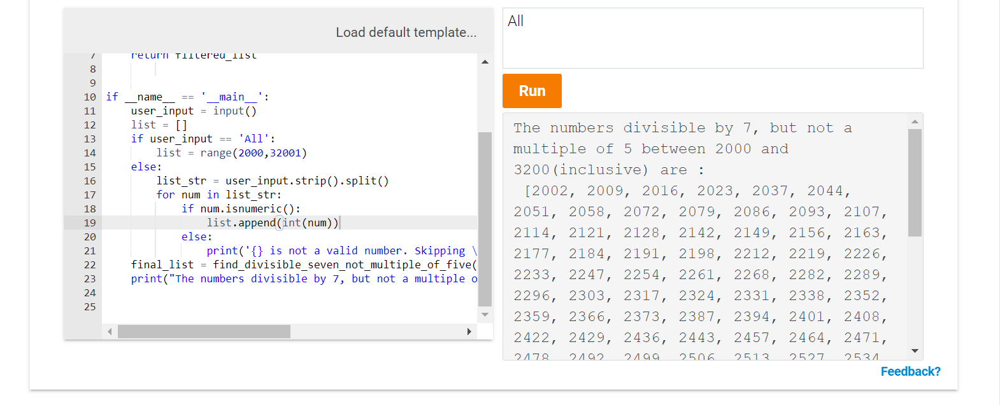 Load default template...
7 return filtered_list
8
9
10 if __name__ == '__main__':
11 user_input = input()
12 list = []
13 if user_input == 'All':
14 list = range(2000,32001)
15 else:
16 list_str = user_input.strip().split()
17 for num in list_str:
18 if num.isnumeric():
19 list.append(int(num))
20 else:
21 print('{} is not a valid number. Skipping \
22 final_list = find_divisible_seven_not_multiple_of_five(
23 print("The numbers divisible by 7, but not a multiple o
24
25
All
Run
The numbers divisible by 7, but not a
multiple of 5 between 2000 and
3200(inclusive) are :
[2002, 2009, 2016, 2023, 2037, 2044,
2051, 2058, 2072, 2079, 2086, 2093, 2107,
2114, 2121, 2128, 2142, 2149, 2156, 2163,
2177, 2184, 2191, 2198, 2212, 2219, 2226,
2233, 2247, 2254, 2261, 2268, 2282, 2289,
2296, 2303, 2317, 2324, 2331, 2338, 2352,
2359, 2366, 2373, 2387, 2394, 2401, 2408,
2422, 2429, 2436, 2443, 2457, 2464, 2471,
2478, 2492, 2499, 2506, 2513, 2527, 2534
Feedback?